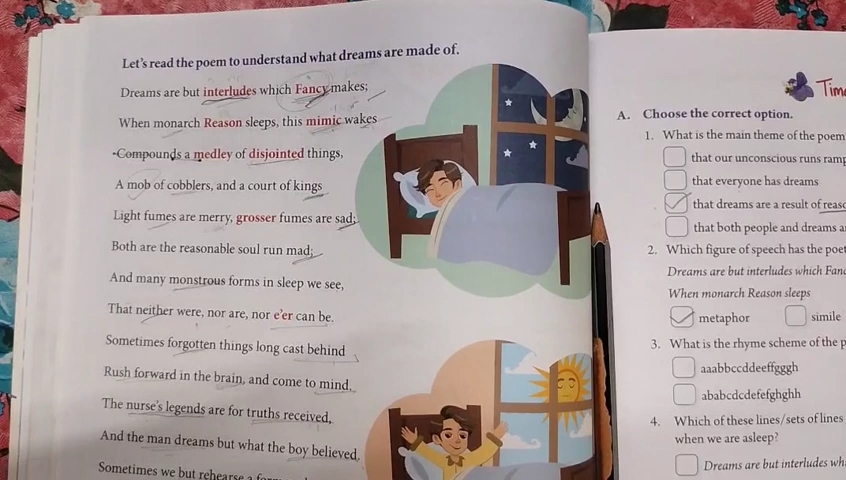 Let's read the poem to understand what dreams are made of.
Dreams are but interludes which Fancy makes;
When monarch Reason sleeps, this mimic wakes
Compounds a medley of disjointed things,
A mob of cobblers, and a court of kings
Light fumes are merry, grosser fumes are sad;
Both are the reasonable soul run mad;
And many monstrous forms in sleep we see,
That neither were, nor are, nor e'er can be.
Sometimes forgotten things long cast behind
Rush forward in the brain, and come to mind.
The nurse's legends are for truths received,
And the man dreams but what the boy believed.
Sometimes we but rehearse a
Time
A. Choose the correct option.
1. What is the main theme of the poem
that our unconscious runs
that everyone has dreams
that dreams are a result of
that both people and dreams
2. Which figure of speech has the
Dreams are but interludes which
When monarch Reason sleeps
metaphor
simile
3. What is the rhyme scheme of the
aaabbccddeeffggghh
ababcdcdefefghghh
4. Which of these lines/sets of lines
when we are asleep?
Dreams are but interludes